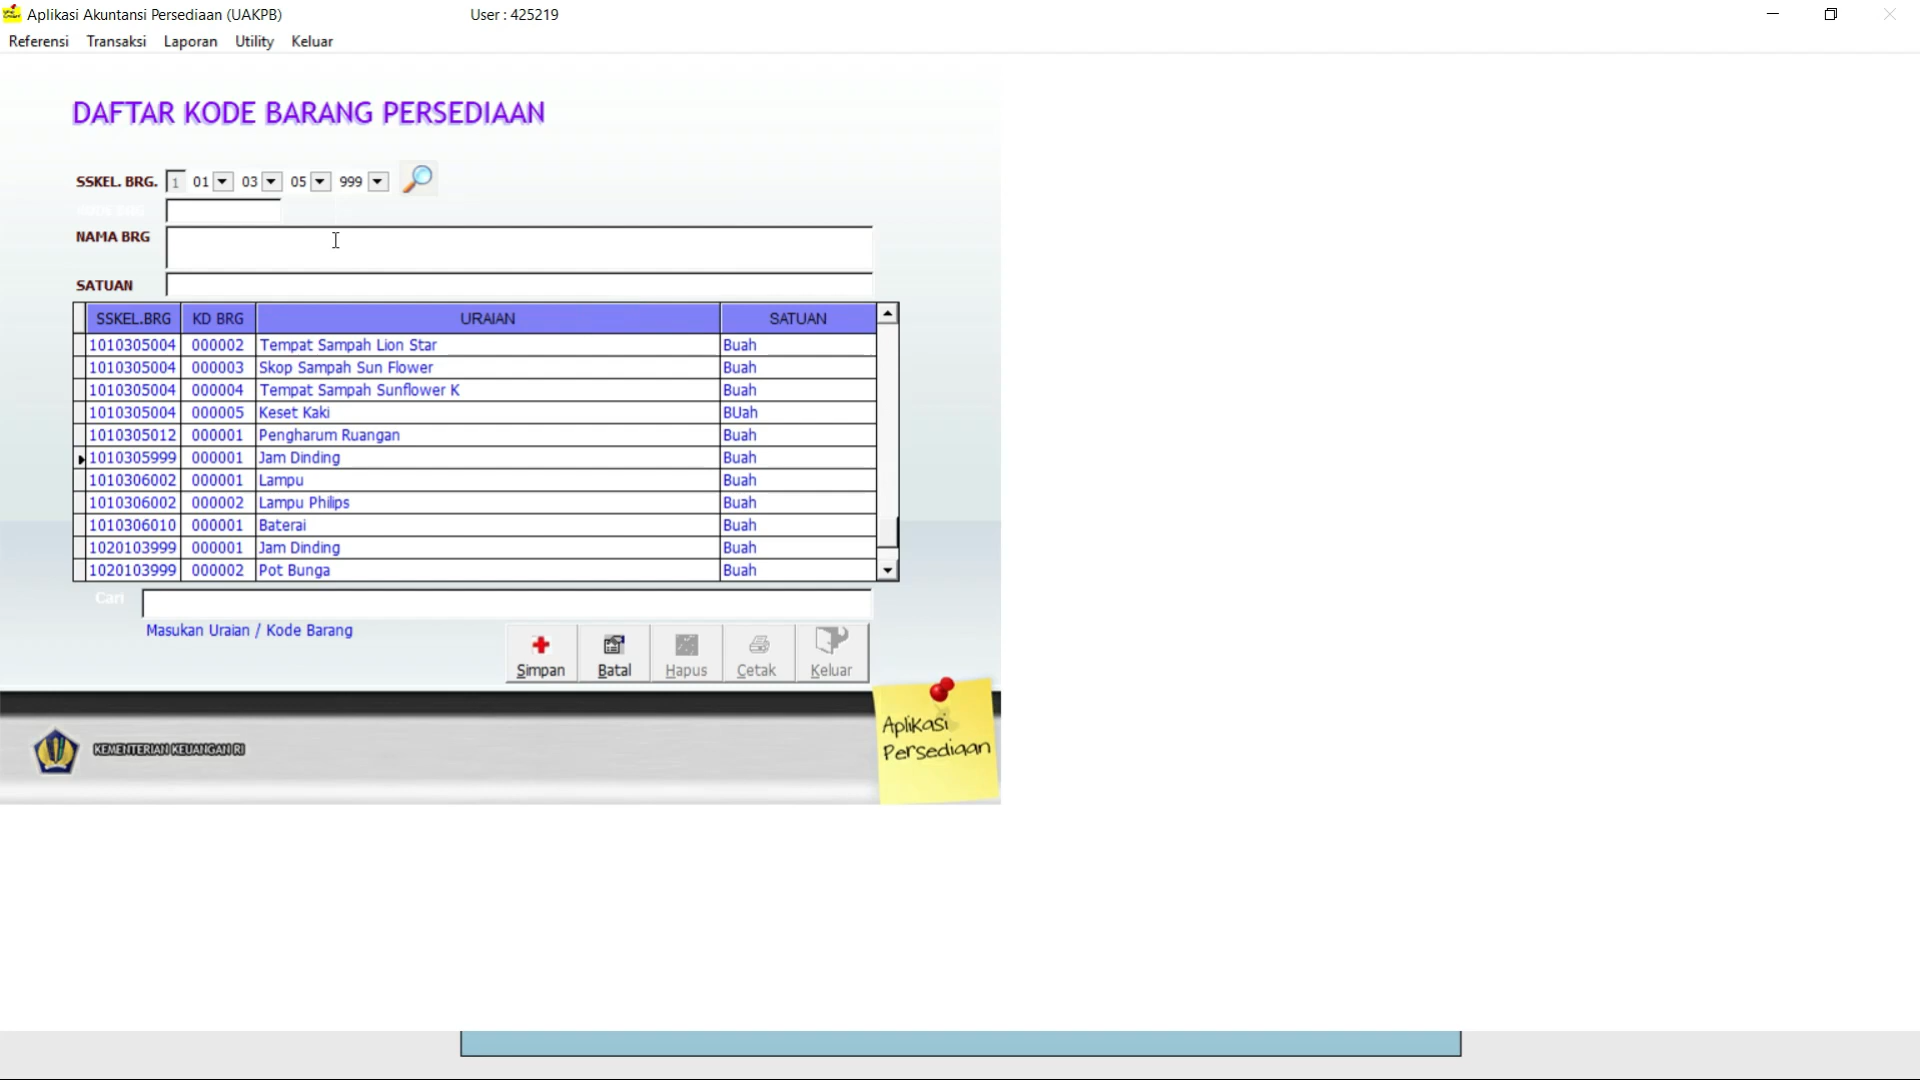 Aplikasi Akuntansi Persediaan (UAKPB) User : 425219
Referensi Transaksi Laporan Utility Keluar
DAFTAR KODE BARANG PERSEDIAAN
SSKEL. BRG. 1 01 03 05 999
NAMA BRG
SATUAN
SSKEL.BRG KD BRG URAIAN SATUAN
1010305004 000002 Tempat Sampah Lion Star Buah
1010305004 000003 Skop Sampah Sun Flower Buah
1010305004 000004 Tempat Sampah Sunflower K Buah
1010305004 000005 Keset Kaki BUah
1010305012 000001 Pengharum Ruangan Buah
1010305999 000001 Jam Dinding Buah
1010306002 000001 Lampu Buah
1010306002 000002 Lampu Philips Buah
1010306010 000001 Baterai Buah
1020103999 000001 Jam Dinding Buah
1020103999 000002 Pot Bunga Buah
Cari
Masukan Uraian / Kode Barang
Simpan Batal Hapus Cetak Keluar
Aplikasi
Persediaan
KEMENTERIAN KEUANGAN RI